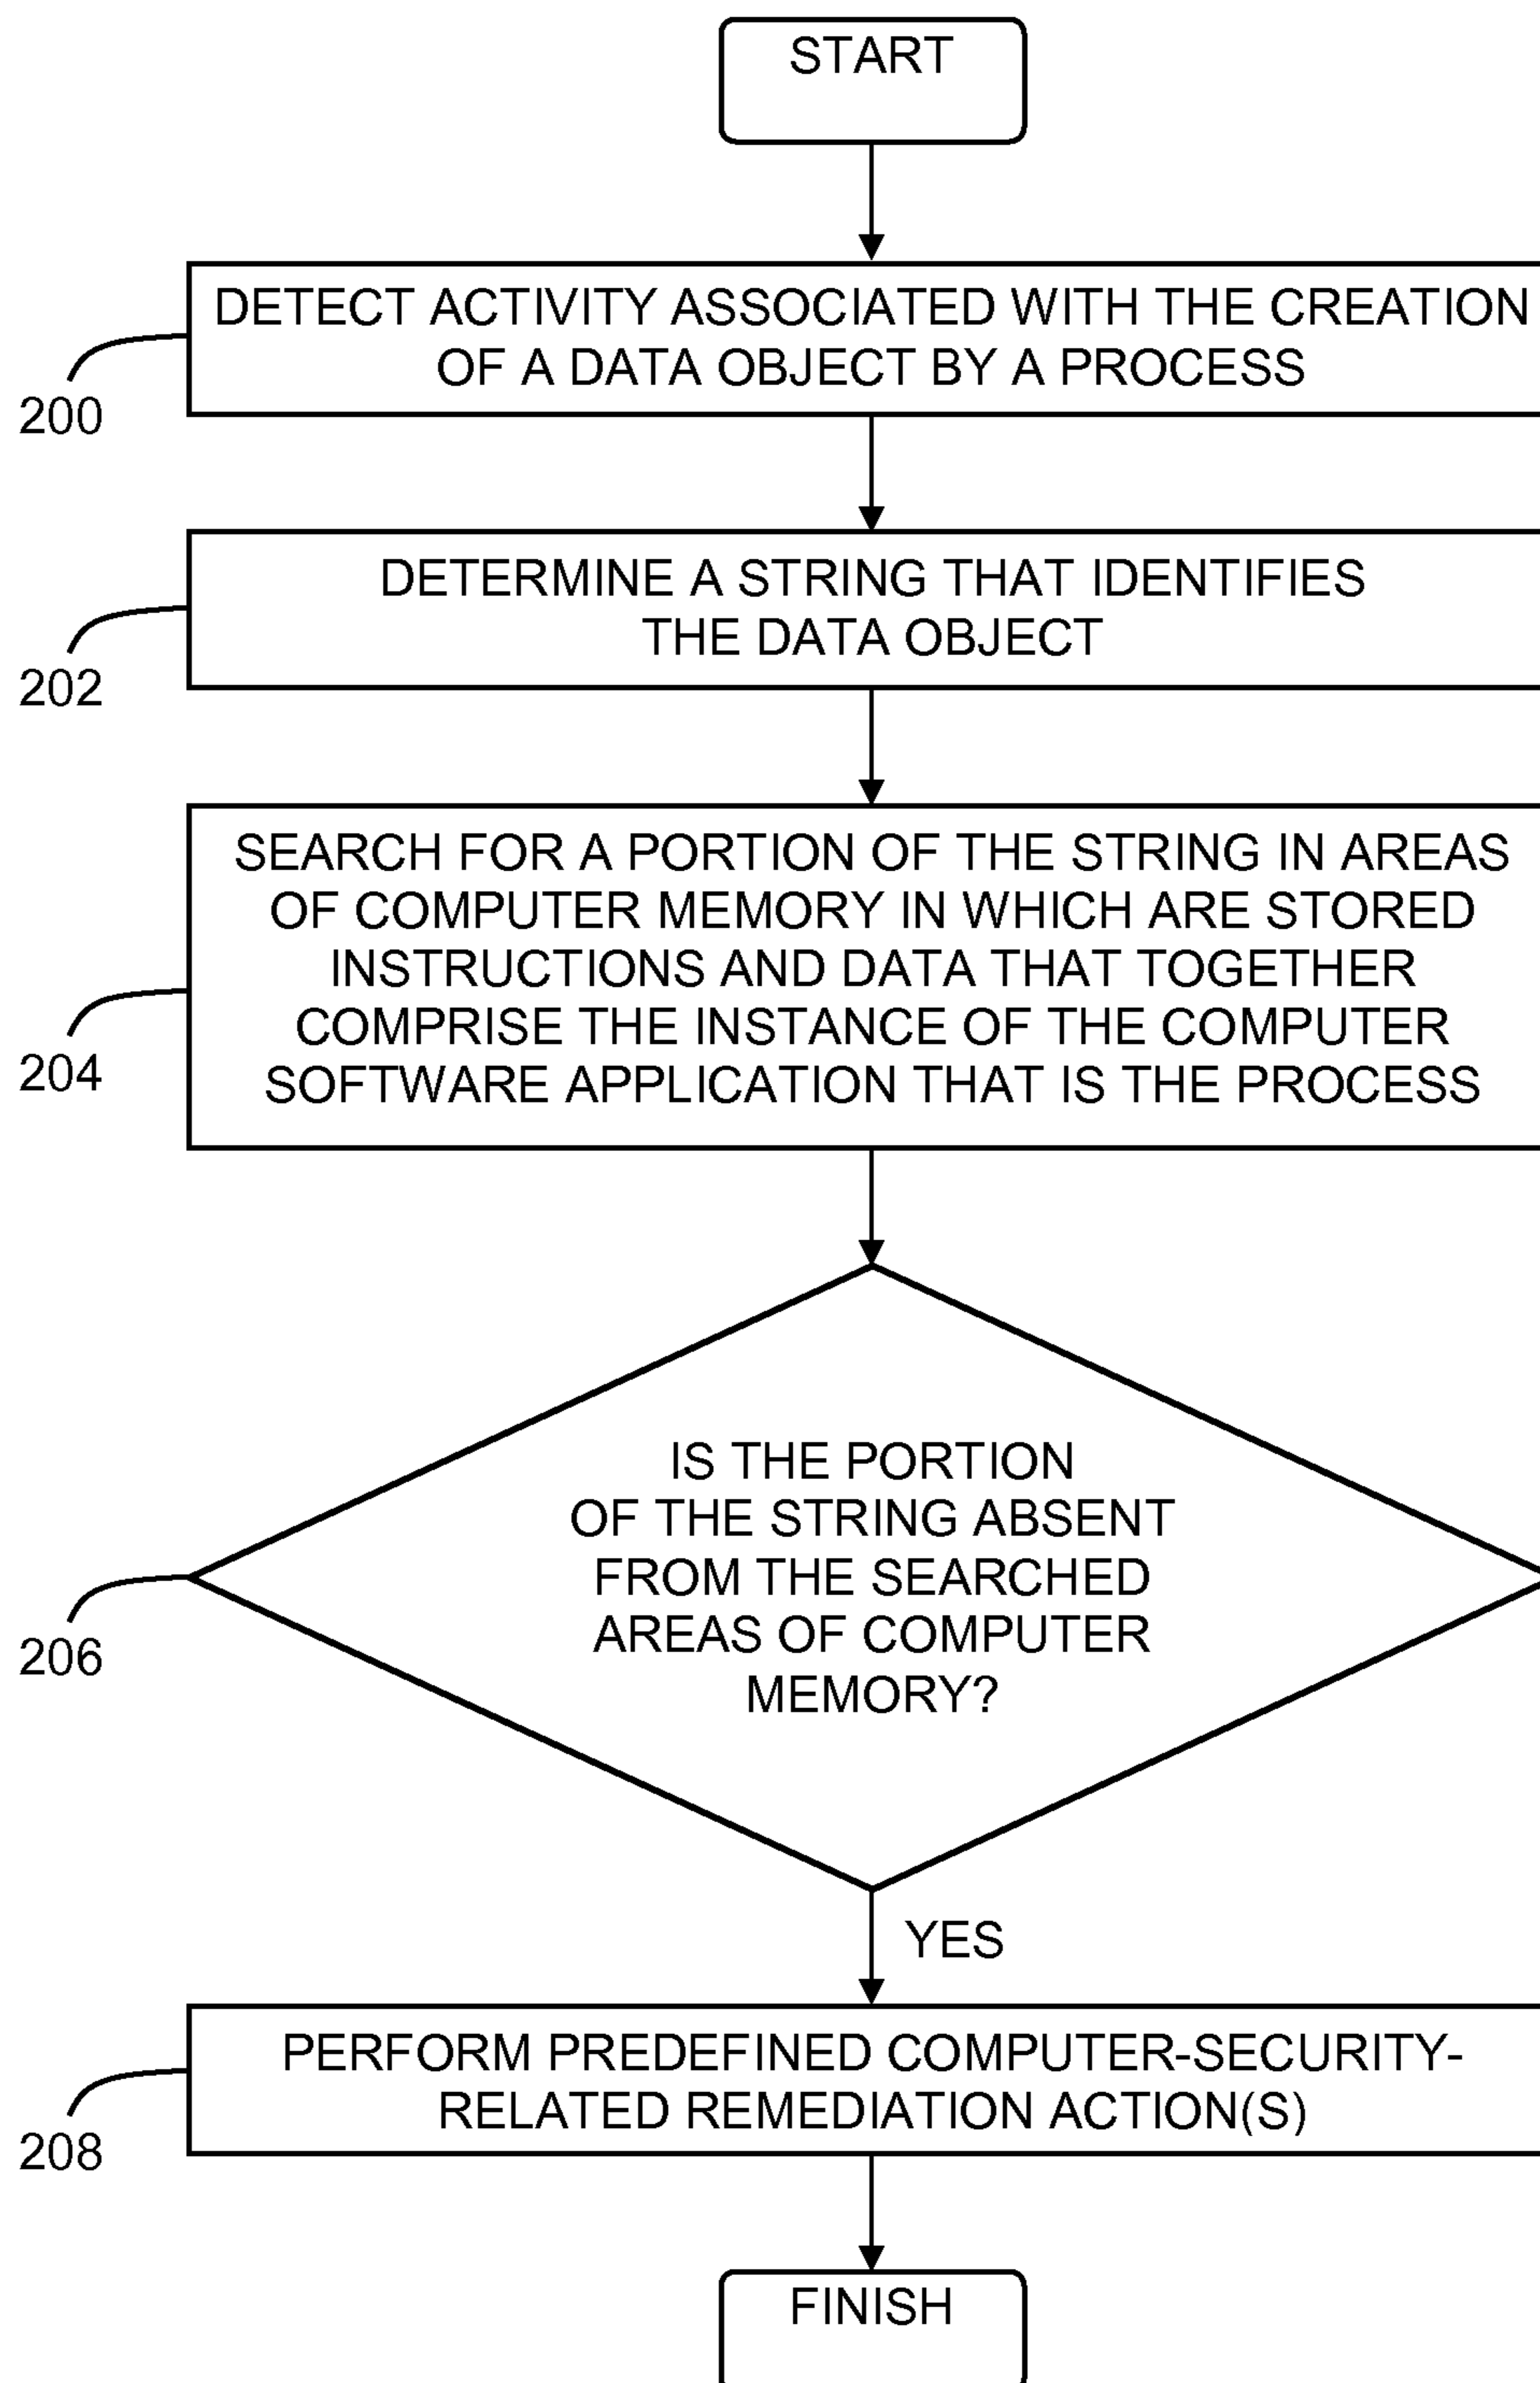 START
DETECT ACTIVITY ASSOCIATED WITH THE CREATION
OF A DATA OBJECT BY A PROCESS
200
DETERMINE A STRING THAT IDENTIFIES
THE DATA OBJECT
202
SEARCH FOR A PORTION OF THE STRING IN AREAS
OF COMPUTER MEMORY IN WHICH ARE STORED
INSTRUCTIONS AND DATA THAT TOGETHER
COMPRISE THE INSTANCE OF THE COMPUTER
SOFTWARE APPLICATION THAT IS THE PROCESS
204
IS THE PORTION
OF THE STRING ABSENT
FROM THE SEARCHED
AREAS OF COMPUTER
MEMORY?
206
YES
PERFORM PREDEFINED COMPUTER-SECURITY-
RELATED REMEDIATION ACTION(S)
208
FINISH